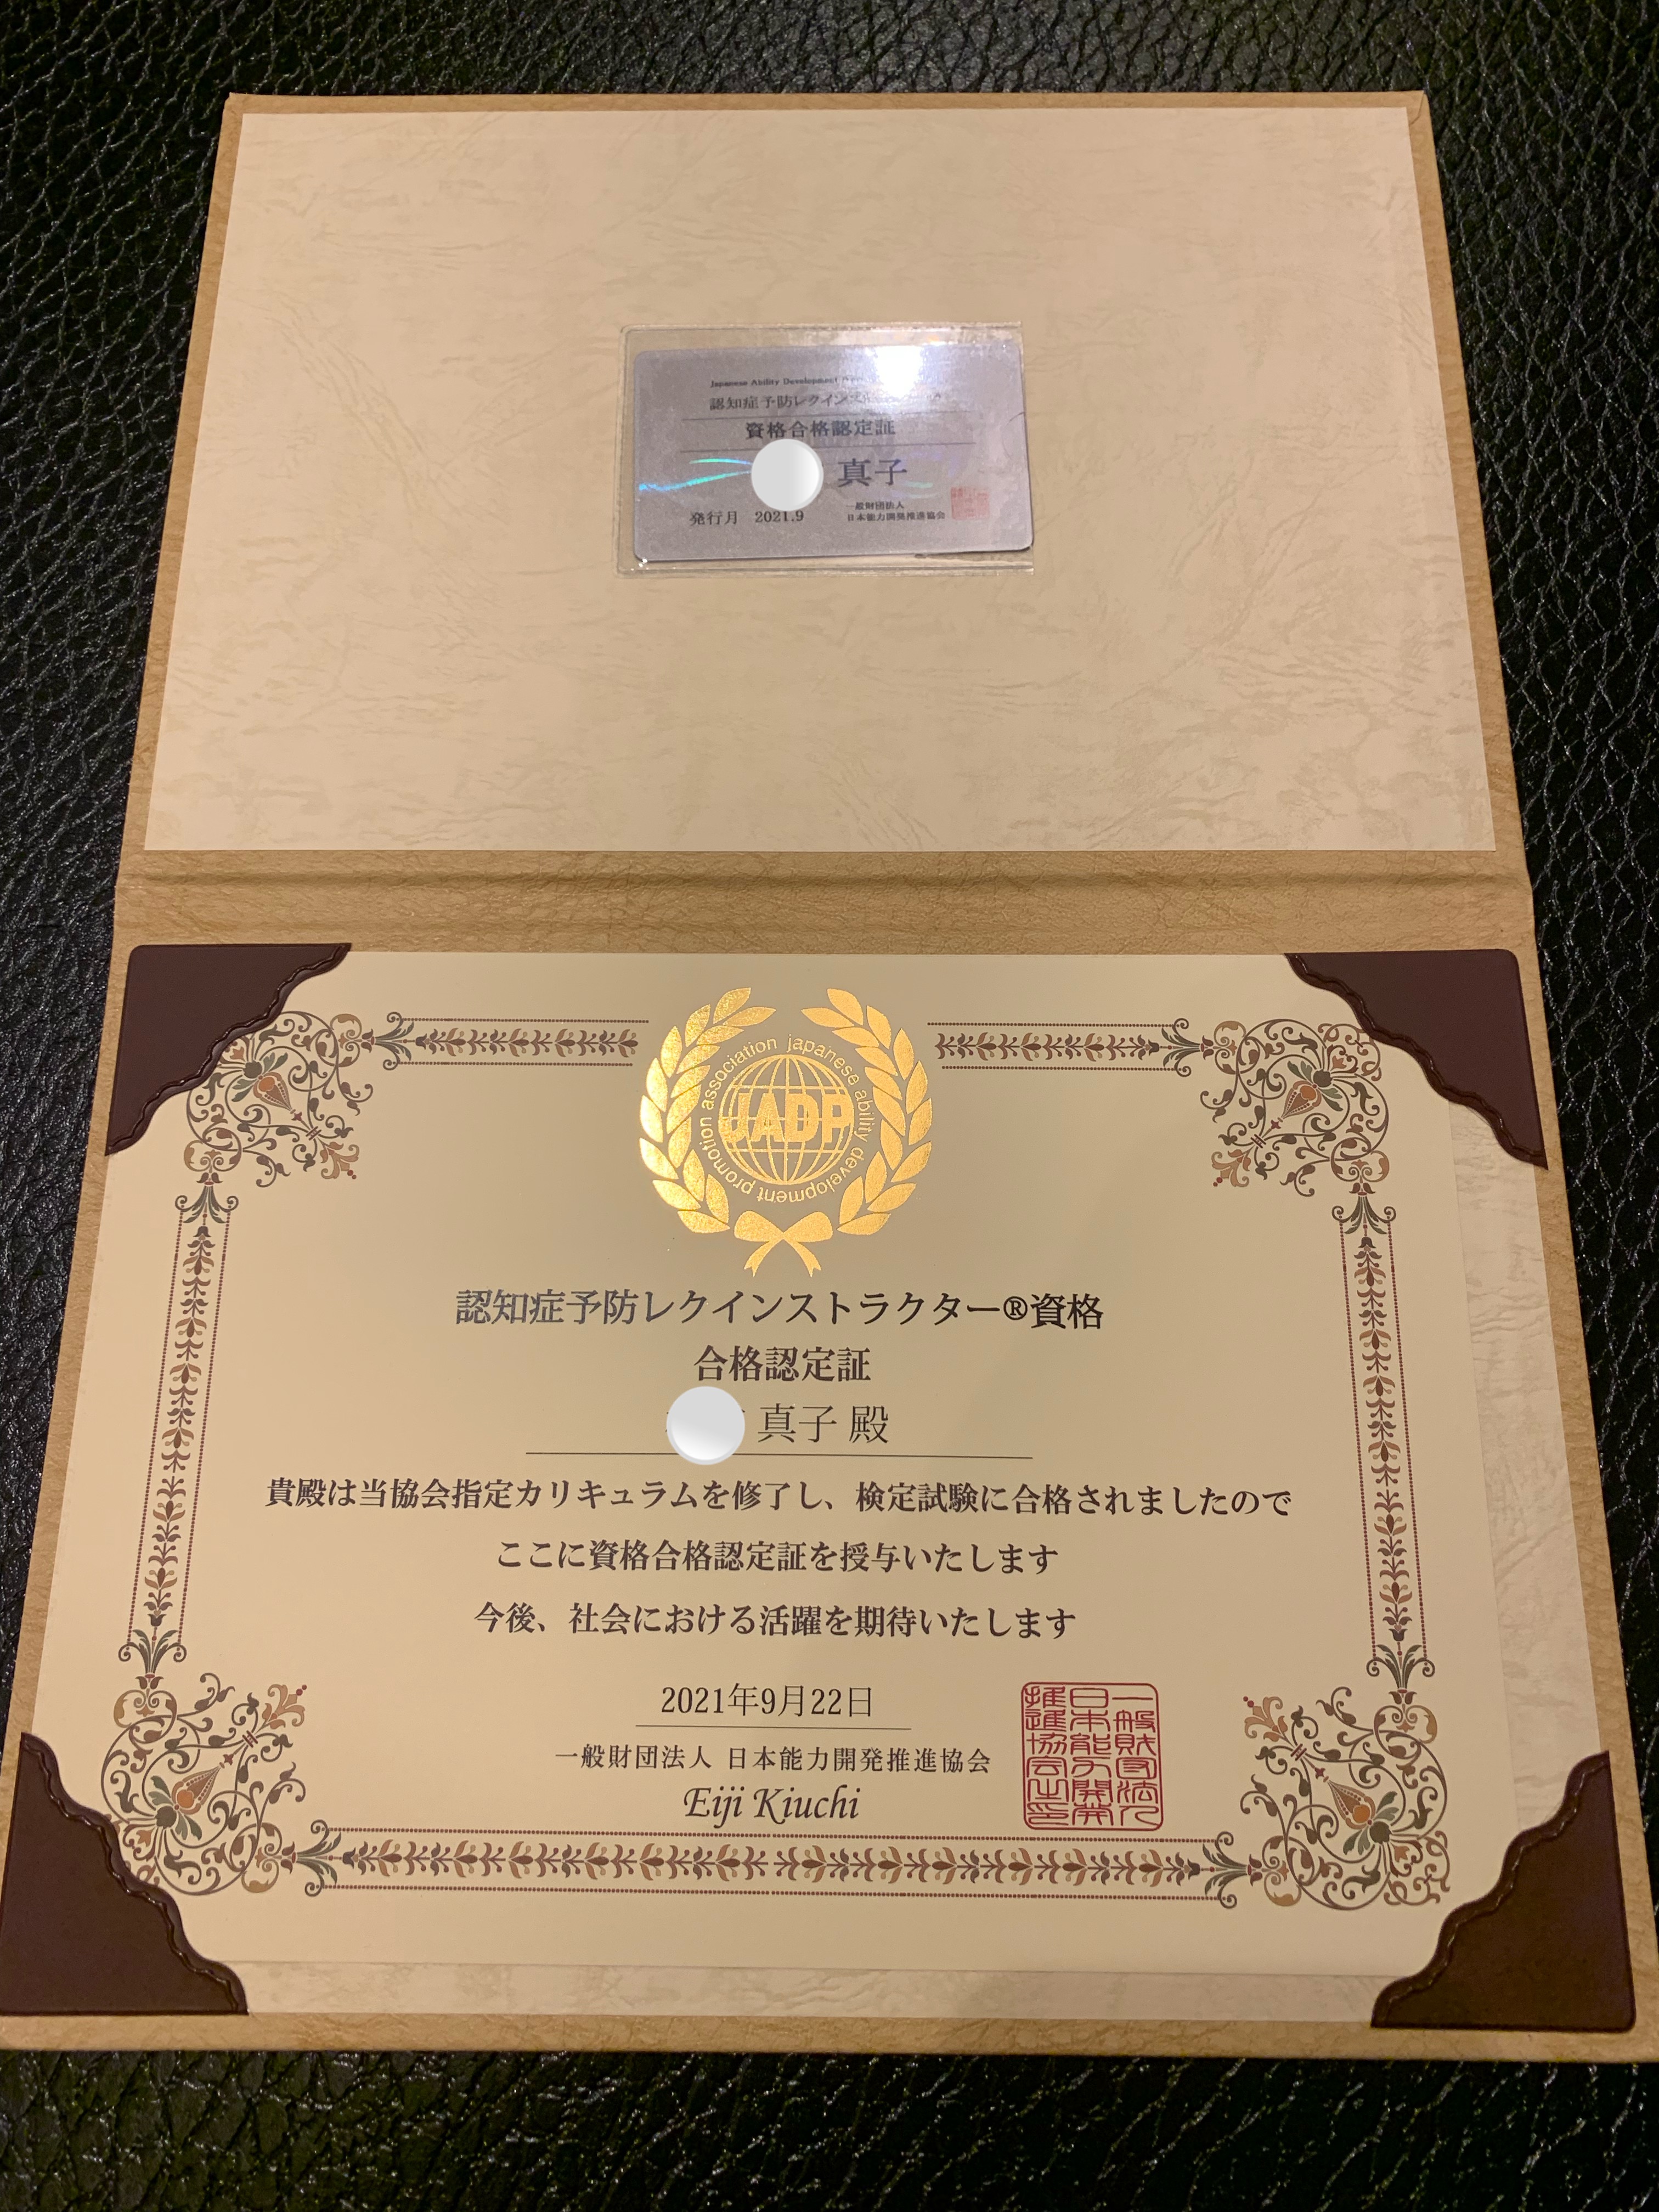 Japanese Ability Development
認知症予防レクインス
資格合格認定証
真子
発行月 2021.9
一般財団法人
日本能力開発推進協会
japanese ability development promotion association
JADP
認知症予防レクインストラクター®資格
合格認定証
真子 殿
貴殿は当協会指定カリキュラムを修了し、検定試験に合格されましたので
ここに資格合格認定証を授与いたします
今後、社会における活躍を期待いたします
2021年9月22日
一般財団法人 日本能力開発推進協会
Eiji Kiuchi